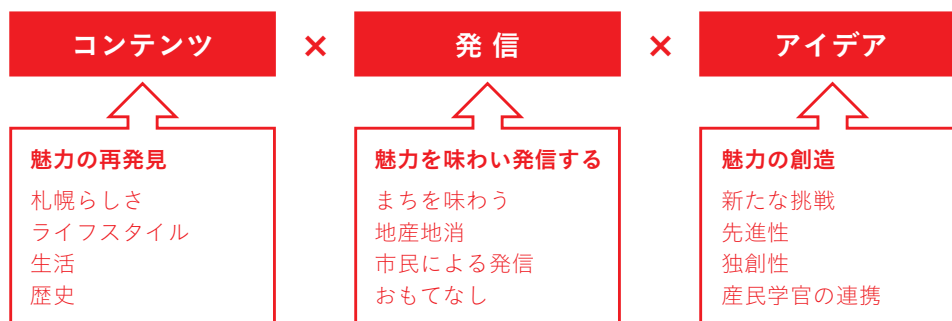 コンテンツ × 発信 × アイデア
魅力の再発見
札幌らしさ
ライフスタイル
生活
歴史
魅力を味わい発信する
まちを味わう
地産地消
市民による発信
おもてなし
魅力の創造
新たな挑戦
先進性
独創性
産民学官の連携